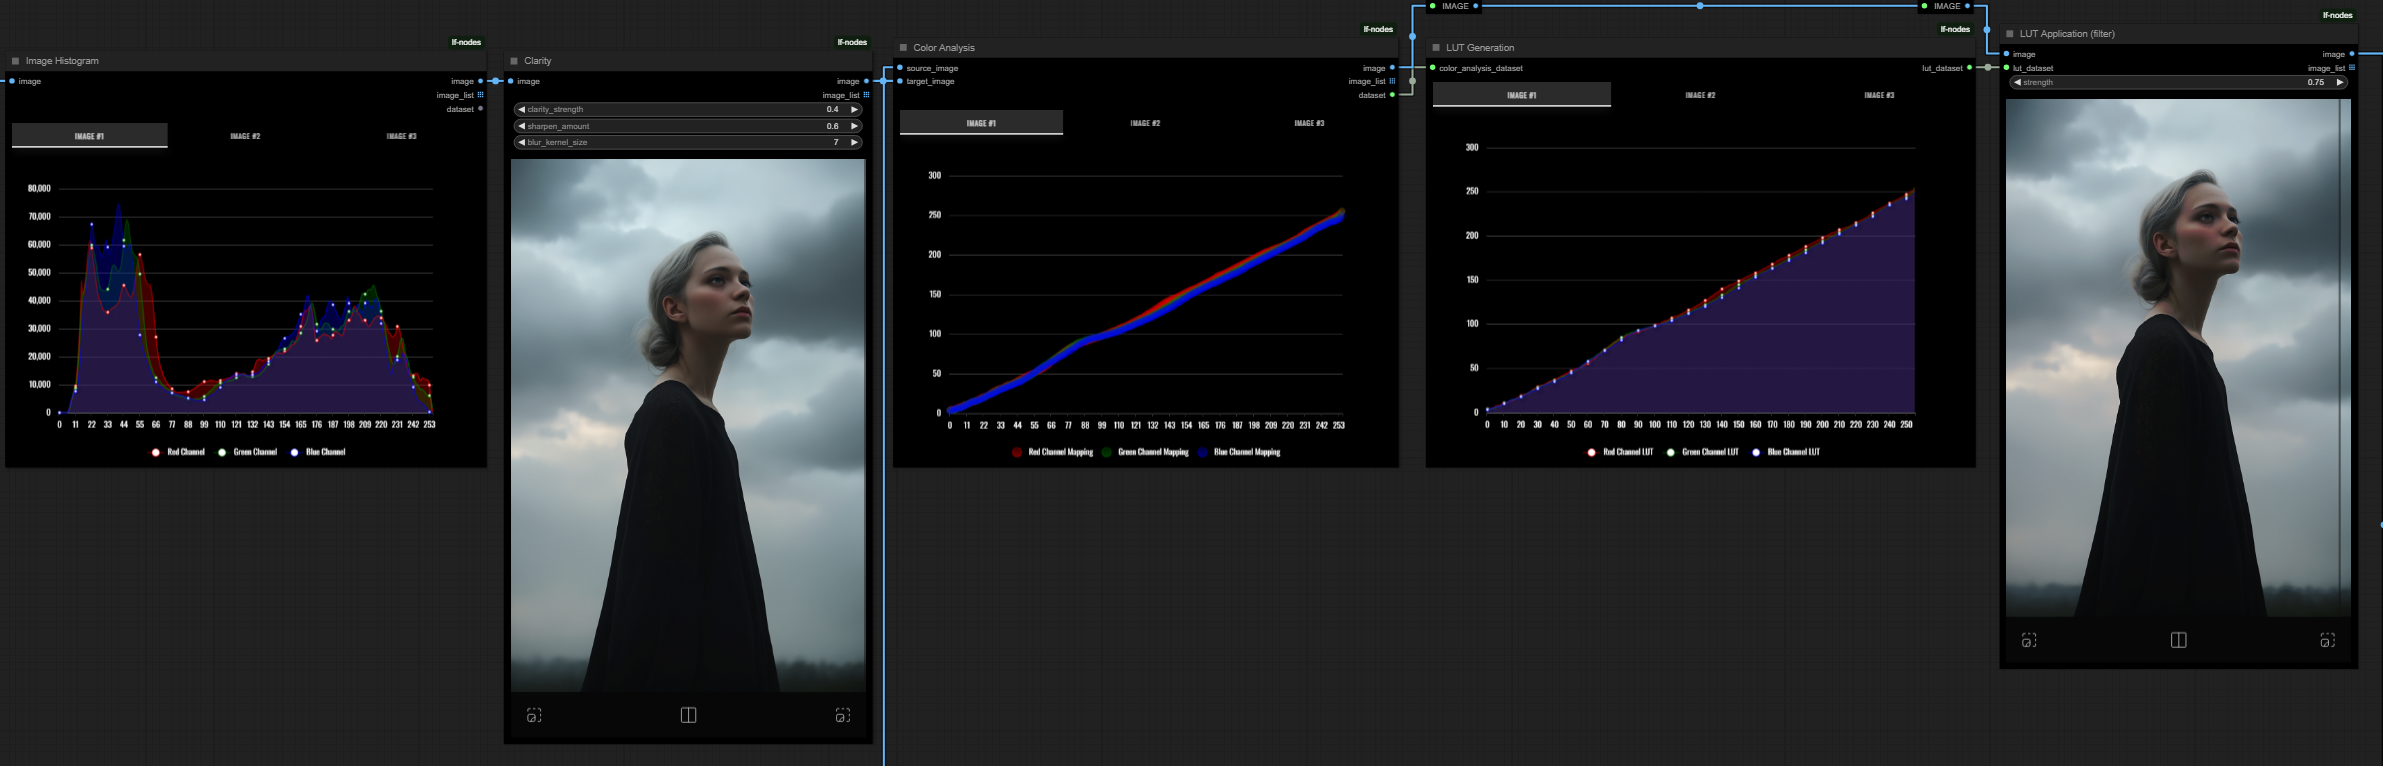 lf-nodes
Image Histogram
image
image
image_list
dataset
IMAGE #1
IMAGE #2
IMAGE #3
80,000
70,000
60,000
50,000
40,000
30,000
20,000
10,000
0
0 11 22 33 44 55 66 77 88 99 110 121 132 143 154 165 176 187 198 209 220 231 242 253
Red Channel Green Channel Blue Channel
lf-nodes
Clarity
image
image
image_list
clarity_strength 0.4
sharpen_amount 0.6
blur_kernel_size 7
lf-nodes
Color Analysis
source_image
target_image
image
image_list
dataset
IMAGE #1
IMAGE #2
IMAGE #3
300
250
200
150
100
50
0
0 11 22 33 44 55 66 77 88 99 110 121 132 143 154 165 176 187 198 209 220 231 242 253
Red Channel Mapping Green Channel Mapping Blue Channel Mapping
IMAGE
IMAGE
lf-nodes
LUT Generation
color_analysis_dataset
lut_dataset
IMAGE #1
IMAGE #2
IMAGE #3
300
250
200
150
100
50
0
0 10 20 30 40 50 60 70 80 90 100 110 120 130 140 150 160 170 180 190 200 210 220 230 240 250
Red Channel LUT Green Channel LUT Blue Channel LUT
lf-nodes
LUT Application (filter)
image
lut_dataset
image
image_list
strength 0.75